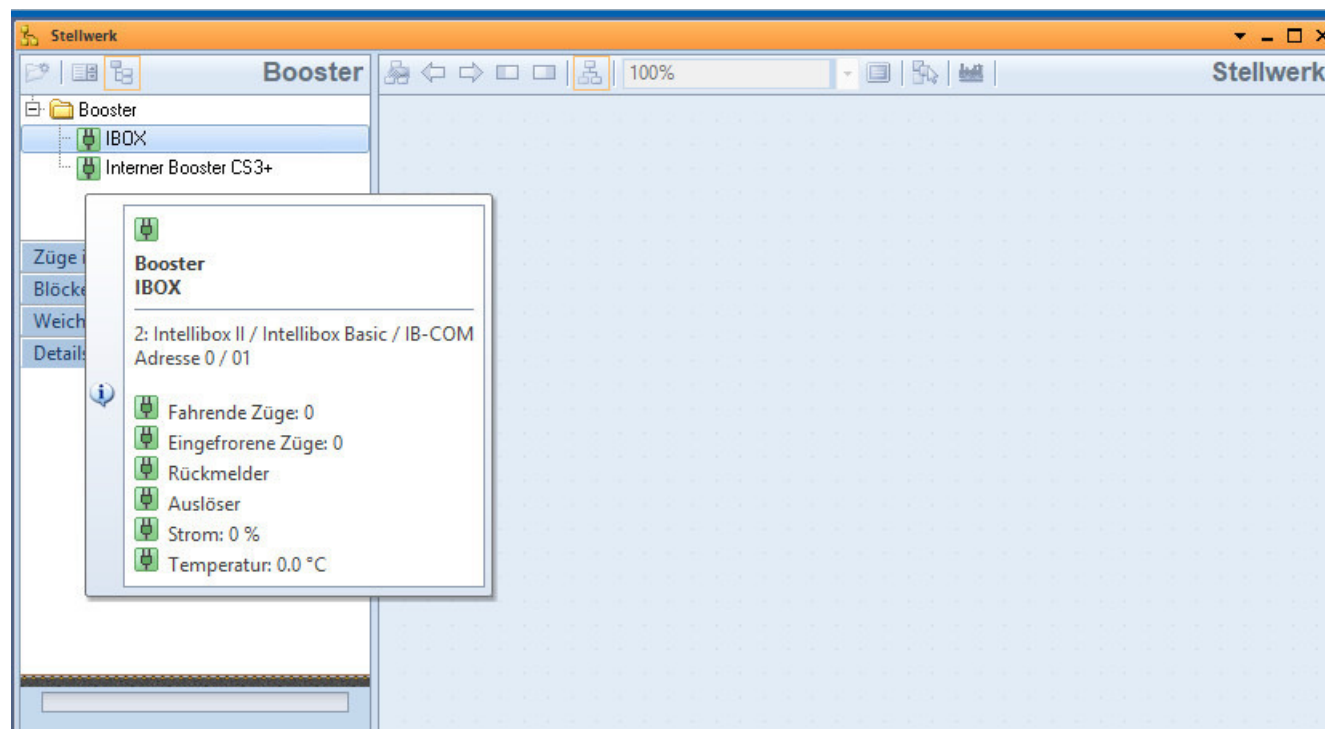 Stellwerk
Booster
100%
Stellwerk
Booster
IBOX
Interner Booster CS3+
Züge i
Blöcke
Weich
Details
Booster
IBOX
2: Intellibox II / Intellibox Basic / IB-COM
Adresse 0 / 01
Fahrende Züge: 0
Eingefrorene Züge: 0
Rückmelder
Auslöser
Strom: 0 %
Temperatur: 0.0 °C